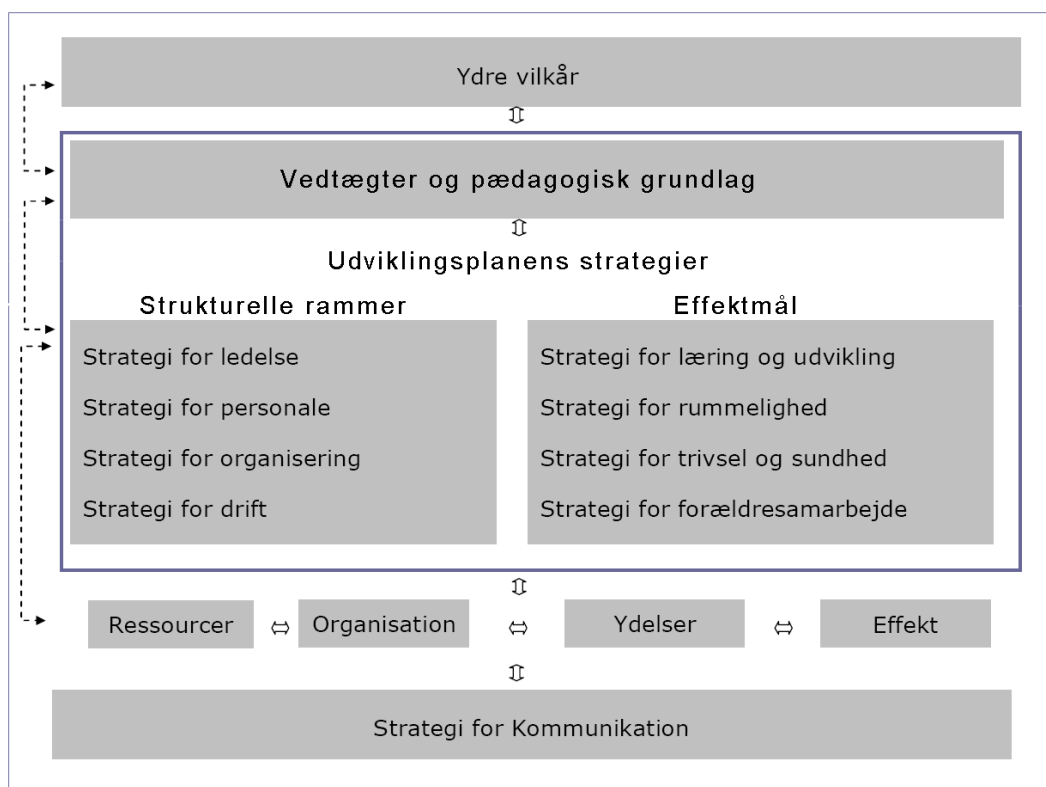 Ydre vilkår
Vedtægter og pædagogisk grundlag
Udviklingsplanens strategier
Strukturelle rammer
Strategi for ledelse
Strategi for personale
Strategi for organisering
Strategi for drift
Effektmål
Strategi for læring og udvikling
Strategi for rummelighed
Strategi for trivsel og sundhed
Strategi for forældresamarbejde
Ressourcer
Organisation
Ydelser
Effekt
Strategi for Kommunikation